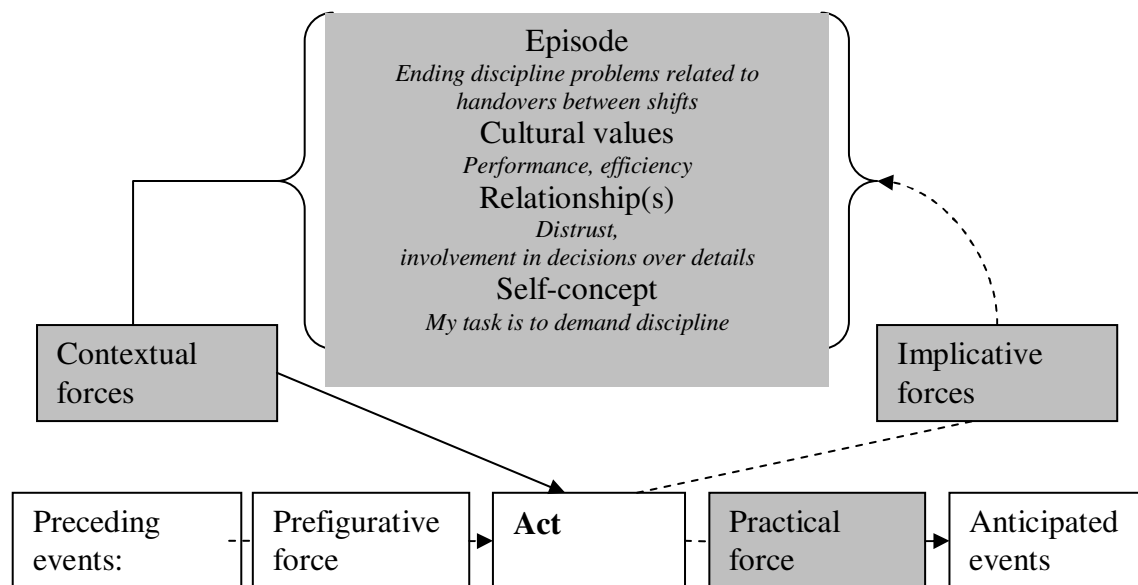 Episode
Ending discipline problems related to
handovers between shifts
Cultural values
Performance, efficiency
Relationship(s)
Distrust,
involvement in decisions over details
Self-concept
My task is to demand discipline
Contextual
forces
Implicative
forces
Preceding
events:
Prefigurative
force
Act
Practical
force
Anticipated
events